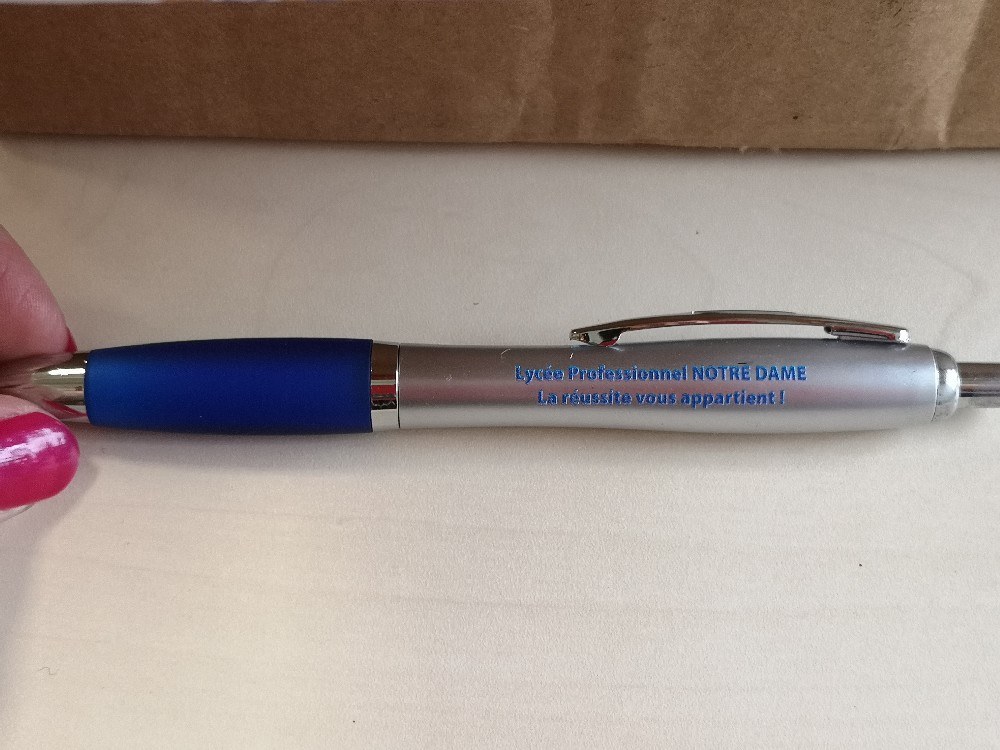 Lycée Professionnel NOTRE DAME
La réussite vous appartient !